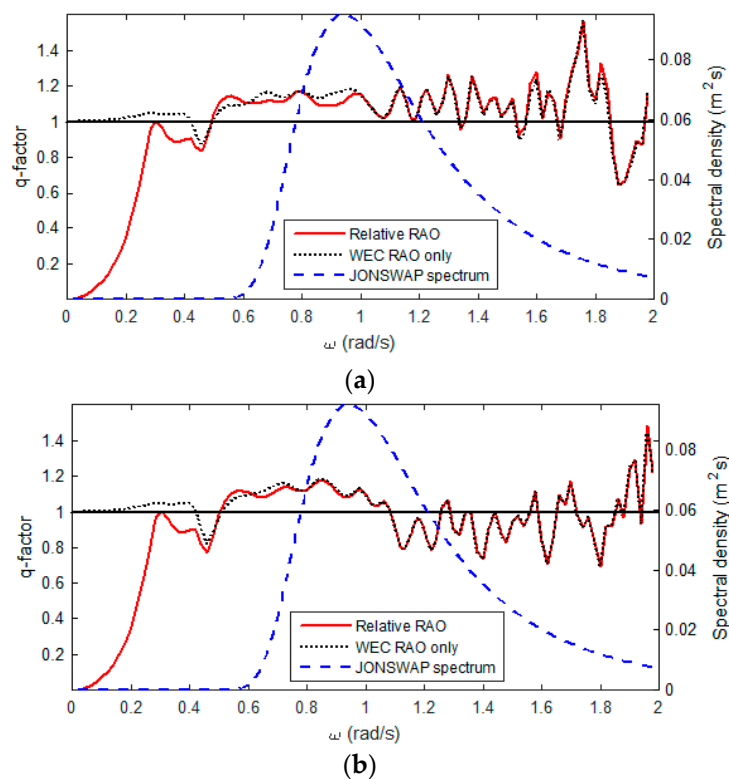 1.4
1.2
1
0.8
0.6
0.4
0.2
q-factor
0.08
0.06
0.04
0.02
0
Spectral density (m² s)
Relative RAO
WEC RAO only
JONSWAP spectrum
0 0.2 0.4 0.6 0.8 1 1.2 1.4 1.6 1.8 2
ω (rad/s)
(a)
1.4
1.2
1
0.8
0.6
0.4
0.2
q-factor
0.08
0.06
0.04
0.02
0
Spectral density (m² s)
Relative RAO
WEC RAO only
JONSWAP spectrum
0 0.2 0.4 0.6 0.8 1 1.2 1.4 1.6 1.8 2
ω (rad/s)
(b)